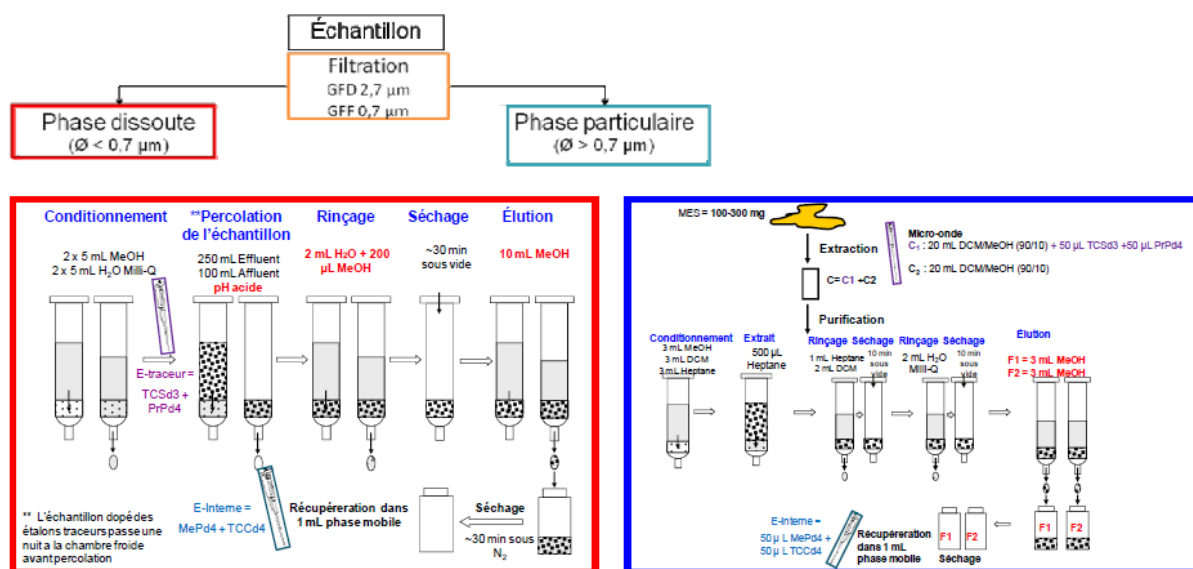 Échantillon
Filtration
GFD 2,7 µm
GFF 0,7 µm
Phase dissoute
(Ø < 0,7 µm)
Phase particulaire
(Ø > 0,7 µm)
Conditionnement
2 x 5 mL MeOH
2 x 5 mL H2O Milli-Q
E-traceur =
TCSd3 +
PrPd4
**Percolation
de l'échantillon
250 mL Effluent
100 mL Affluent
pH acide
Rinçage
2 mL H2O + 200
µL MeOH
Séchage
~30 min
sous vide
Élution
10 mL MeOH
** L'échantillon dopé des
étalons traceurs passe une
nuit a la chambre froide
avant percolation
E-Interne =
MePd4 + TCCd4
Récupéreration dans
1 mL phase mobile
Séchage
~30 min sous
N2
MES = 100-300 mg
Extraction
Micro-onde
C1 : 20 mL DCM/MeOH (90/10) + 50 µL TCSd3 +50 µL PrPd4
C2 : 20 mL DCM/MeOH (90/10)
C= C1 +C2
Purification
Conditionnement
3 mL MeOH
3 mL DCM
3 mL Heptane
Extrait
500 µL
Heptane
Rinçage
1 mL Heptane
2 mL DCM
Séchage
10 min
sous
vide
Rinçage
2 mL H2O
Milli-Q
Séchage
10 min
sous
vide
Élution
F1 = 3 mL MeOH
F2 = 3 mL MeOH
E-Interne =
50 µL MePd4 +
50 µL TCCd4
Récupéreration
dans 1 mL
phase mobile
F1
F2
Séchage
F1
F2